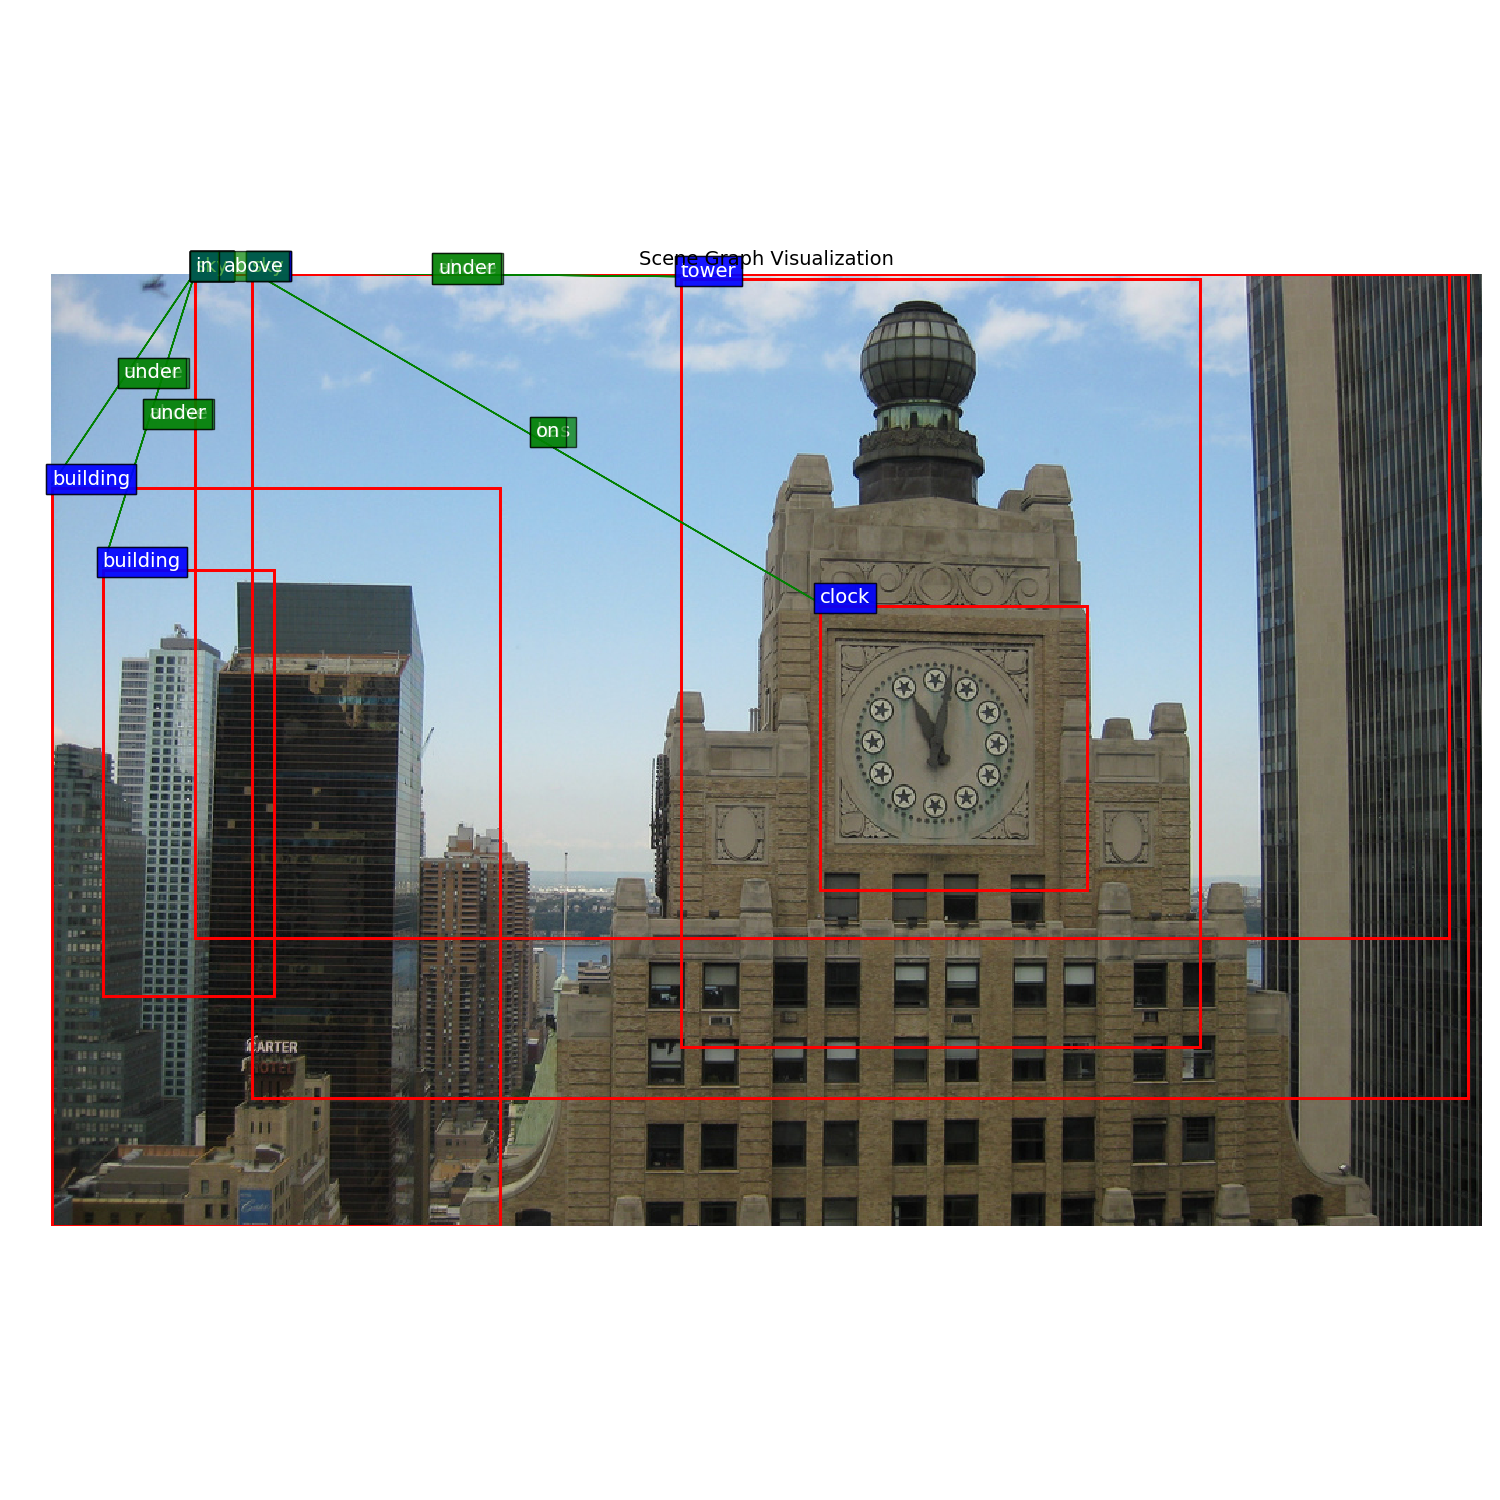 Scene Graph Visualization
in
above
under
tower
under
under
on
building
building
clock
CARTER
HOTEL